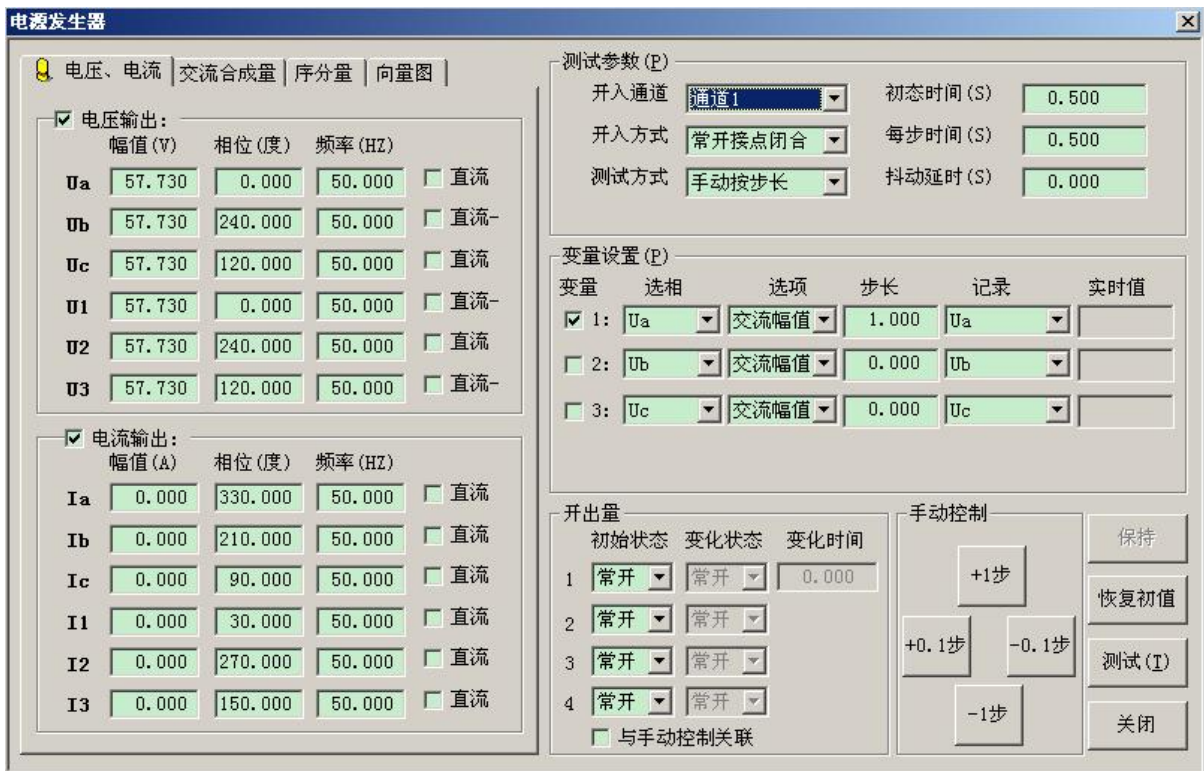 电源发生器
电压、电流 交流合成量 序分量 向量图
电压输出:
幅值(V) 相位(度) 频率(HZ)
Ua 57.730 0.000 50.000 直流
Ub 57.730 240.000 50.000 直流-
Uc 57.730 120.000 50.000 直流
U1 57.730 0.000 50.000 直流-
U2 57.730 240.000 50.000 直流
U3 57.730 120.000 50.000 直流-
电流输出:
幅值(A) 相位(度) 频率(HZ)
Ia 0.000 330.000 50.000 直流
Ib 0.000 210.000 50.000 直流
Ic 0.000 90.000 50.000 直流
I1 0.000 30.000 50.000 直流
I2 0.000 270.000 50.000 直流
I3 0.000 150.000 50.000 直流
测试参数(P)
开入通道 通道1 初态时间(S) 0.500
开入方式 常开接点闭合 每步时间(S) 0.500
测试方式 手动按步长 抖动延时(S) 0.000
变量设置(P)
变量 选相 选项 步长 记录 实时值
1: Ua 交流幅值 1.000 Ua
2: Ub 交流幅值 0.000 Ub
3: Uc 交流幅值 0.000 Uc
开出量
初始状态 变化状态 变化时间
1 常开 常开 0.000
2 常开 常开
3 常开 常开
4 常开 常开
与手动控制关联
手动控制
+1步
+0.1步 -0.1步
-1步
保持
恢复初值
测试(T)
关闭